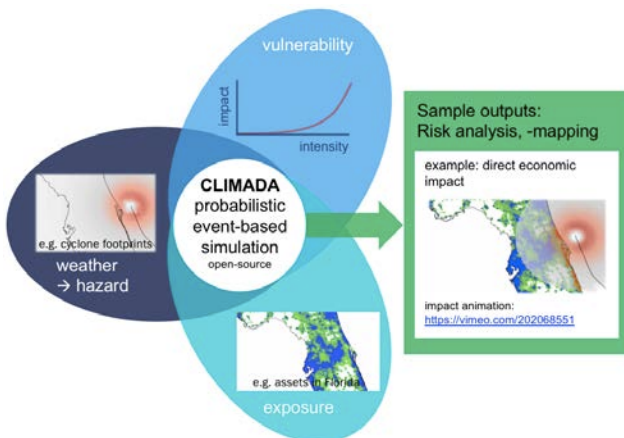 vulnerability
impact
intensity
CLIMADA
probabilistic
event-based
simulation
open-source
e.g. cyclone footprints
weather
→ hazard
e.g. assets in Florida
exposure
Sample outputs:
Risk analysis, -mapping
example: direct economic
impact
impact animation:
https://vimeo.com/202068551